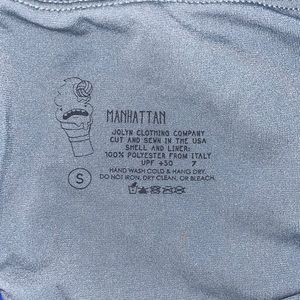 MANHATTAN
JOLYN CLOTHING COMPANY
CUT AND SEWN IN THE USA
SHELL AND LINER:
100% POLYESTER FROM ITALY
UPF +50 7
S
HAND WASH COLD & HANG DRY.
DO NOT IRON, DRY CLEAN, OR BLEACH.